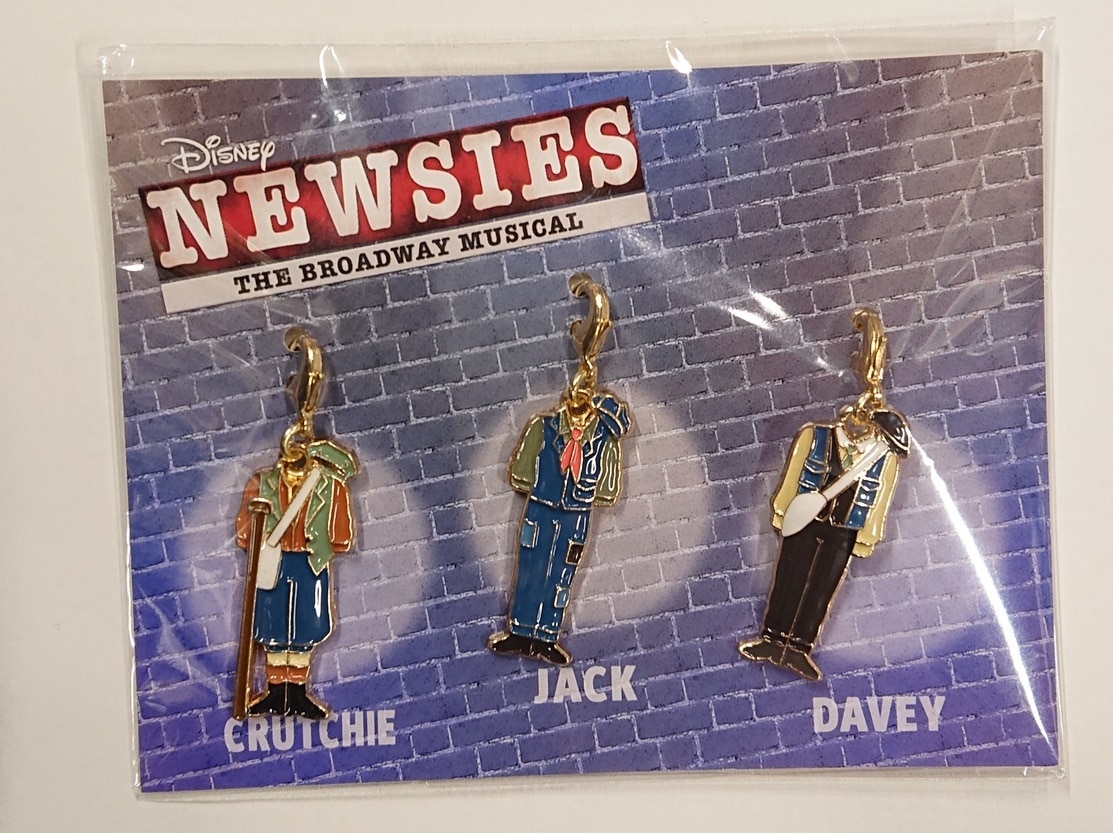 Disney
NEWSIES
THE BROADWAY MUSICAL
CRUTCHIE
JACK
DAVEY